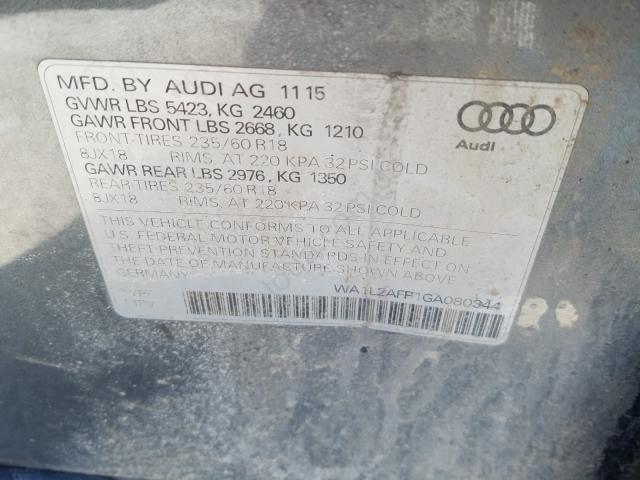 MFD. BY AUDI AG 11 15
GVWR LBS 5423, KG 2460
GAWR FRONT LBS 2668, KG 1210
FRONT-TIRES 235/60 R18
8JX18 RIMS, AT 220 KPA 32 PSI COLD
GAWR REAR LBS 2976, KG 1350
REAR-TIRES 235/60 R18
8JX18 RIMS, AT 220 KPA 32 PSI COLD
THIS VEHICLE CONFORMS TO ALL APPLICABLE
U.S. FEDERAL MOTOR VEHICLE SAFETY AND
THEFT PREVENTION STANDARDS IN EFFECT ON
THE DATE OF MANUFACTURE SHOWN ABOVE.
GERMANY
WA1L2AFP1GA080344
TYPE
MPV
Audi